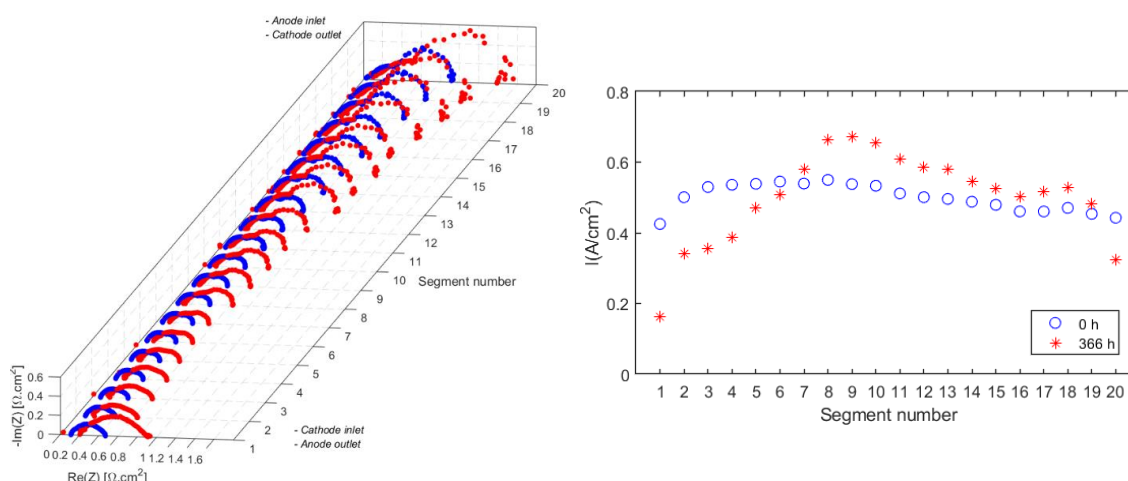 - Anode inlet
- Cathode outlet
20
19
18
17
16
15
14
13
12
11
10
9
8
7
6
5
4
3
2
1
Segment number
- Cathode inlet
- Anode outlet
0.6
0.4
0.2
0
-Im(Z) [Ω.cm²]
0 0.2 0.4 0.6 0.8 1 1.2 1.4 1.6
Re(Z) [Ω.cm²]
0.8
0.6
0.4
0.2
0
I(A/cm²)
0 h
366 h
1 2 3 4 5 6 7 8 9 10 11 12 13 14 15 16 17 18 19 20
Segment number